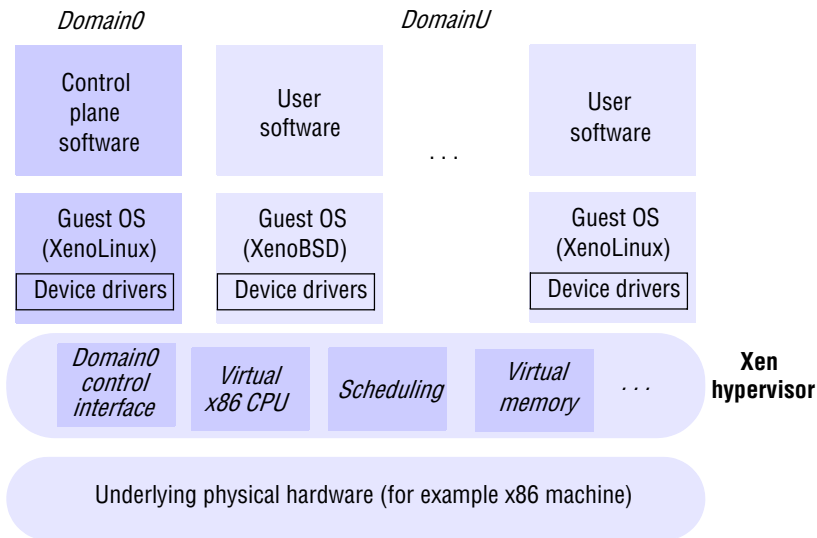 Domain0
DomainU
Control
plane
software
User
software
. . .
User
software
Guest OS
(XenoLinux)
Device drivers
Guest OS
(XenoBSD)
Device drivers
Guest OS
(XenoLinux)
Device drivers
Domain0
control
interface
Virtual
x86 CPU
Scheduling
Virtual
memory
. . .
Xen
hypervisor
Underlying physical hardware (for example x86 machine)